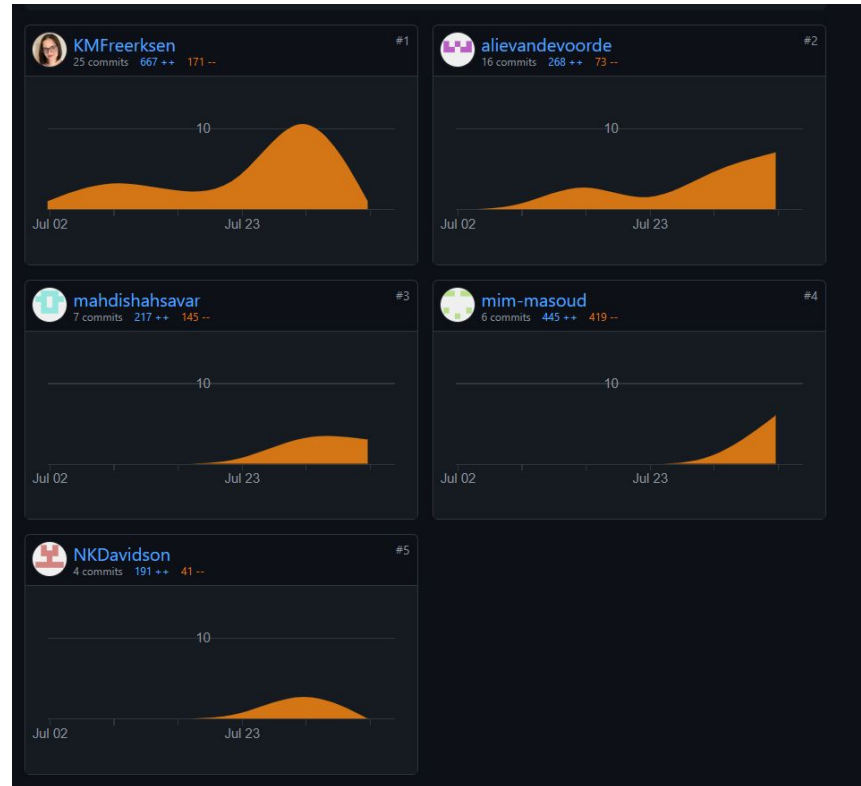 KMFreerksen #1
25 commits 667 ++ 171 --
10
Jul 02 Jul 23
alievandevoorde #2
16 commits 268 ++ 73 --
10
Jul 02 Jul 23
mahdishahsavar #3
7 commits 217 ++ 145 --
10
Jul 02 Jul 23
mim-masoud #4
6 commits 445 ++ 419 --
10
Jul 02 Jul 23
NKDavidson #5
4 commits 191 ++ 41 --
10
Jul 02 Jul 23